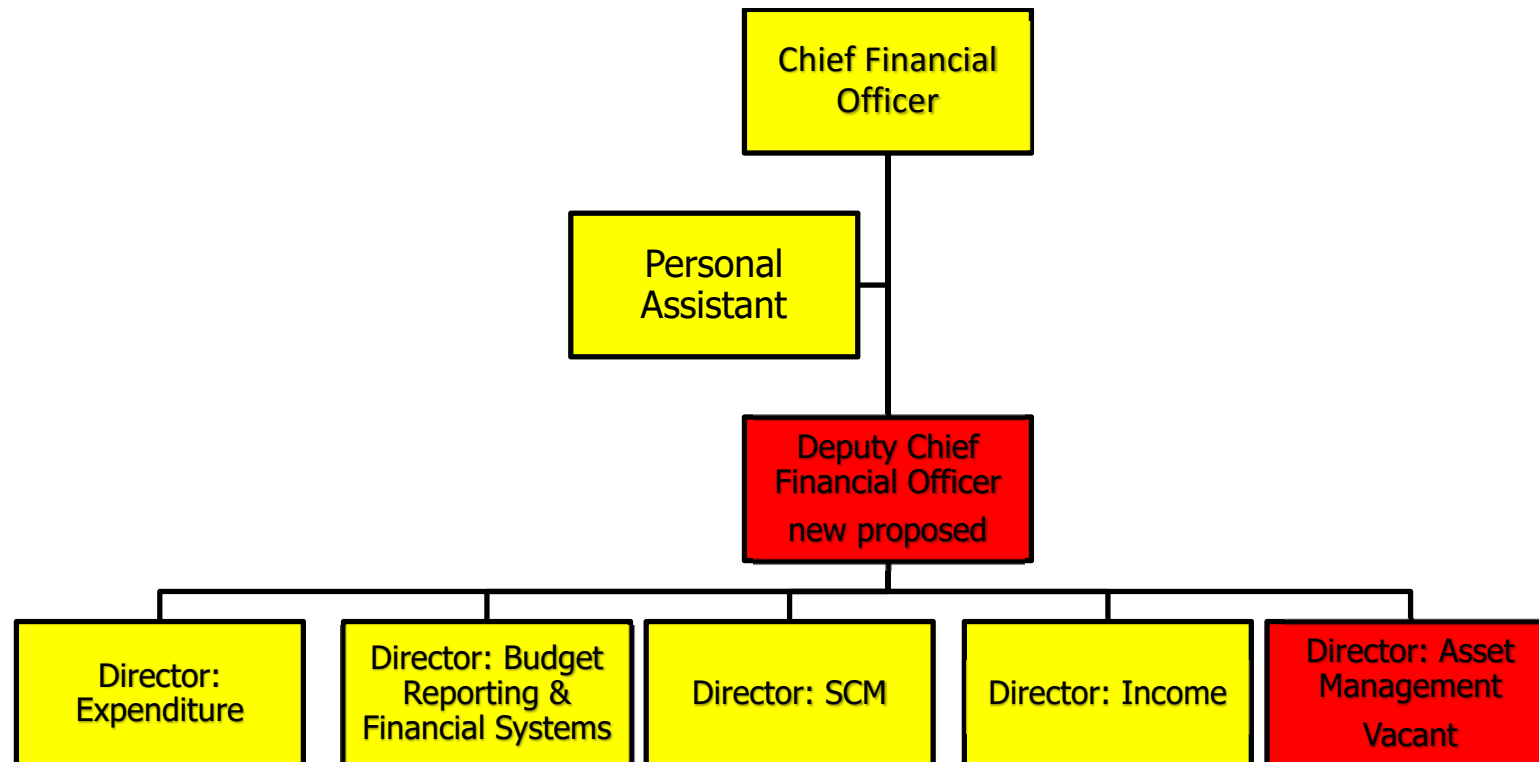 Chief Financial
Officer
Personal
Assistant
Deputy Chief
Financial Officer
new proposed
Director:
Expenditure
Director: Budget
Reporting &
Financial Systems
Director: SCM
Director: Income
Director: Asset
Management
Vacant